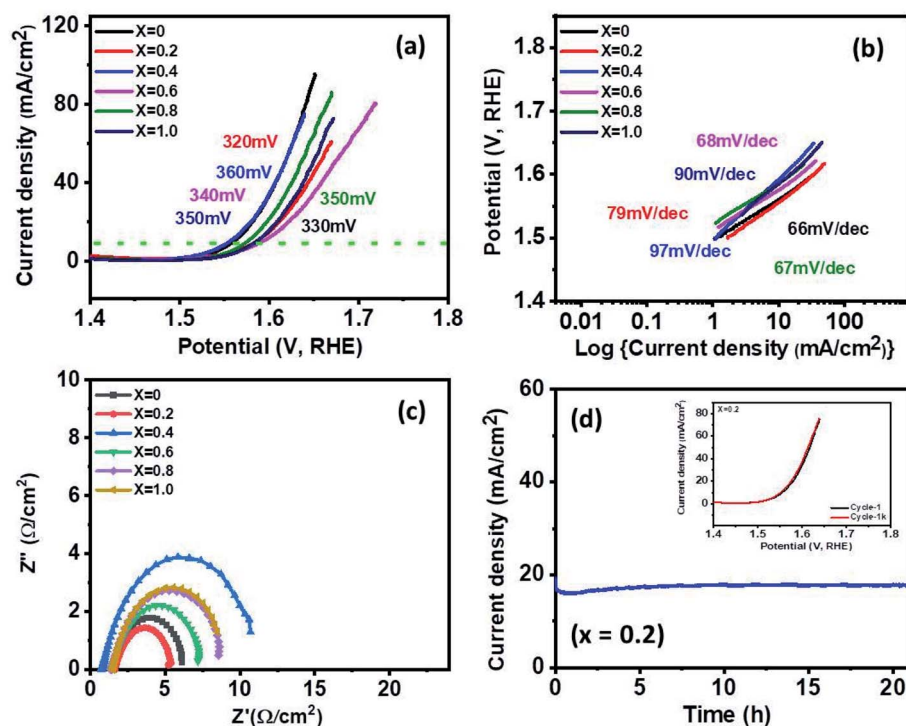 (a)
X=0
X=0.2
X=0.4
X=0.6
X=0.8
X=1.0
320mV
360mV
340mV
350mV
350mV
330mV
120
80
40
0
1.4 1.5 1.6 1.7 1.8
Current density (mA/cm²)
Potential (V, RHE)
(b)
X=0
X=0.2
X=0.4
X=0.6
X=0.8
X=1.0
68mV/dec
90mV/dec
79mV/dec
66mV/dec
97mV/dec
67mV/dec
1.8
1.7
1.6
1.5
1.4
0.01 0.1 1 10 100
Potential (V, RHE)
Log {Current density (mA/cm²)}
(c)
X=0
X=0.2
X=0.4
X=0.6
X=0.8
X=1.0
10
8
6
4
2
0
0 5 10 15 20
Z'' (Ω/cm²)
Z'(Ω/cm²)
(d)
X=0.2
80
60
40
20
0
1.4 1.5 1.6 1.7 1.8
Current density (mA/cm²)
Potential (V, RHE)
Cycle-1
Cycle-1k
(x = 0.2)
60
40
20
0
0 5 10 15 20
Current density (mA/cm²)
Time (h)